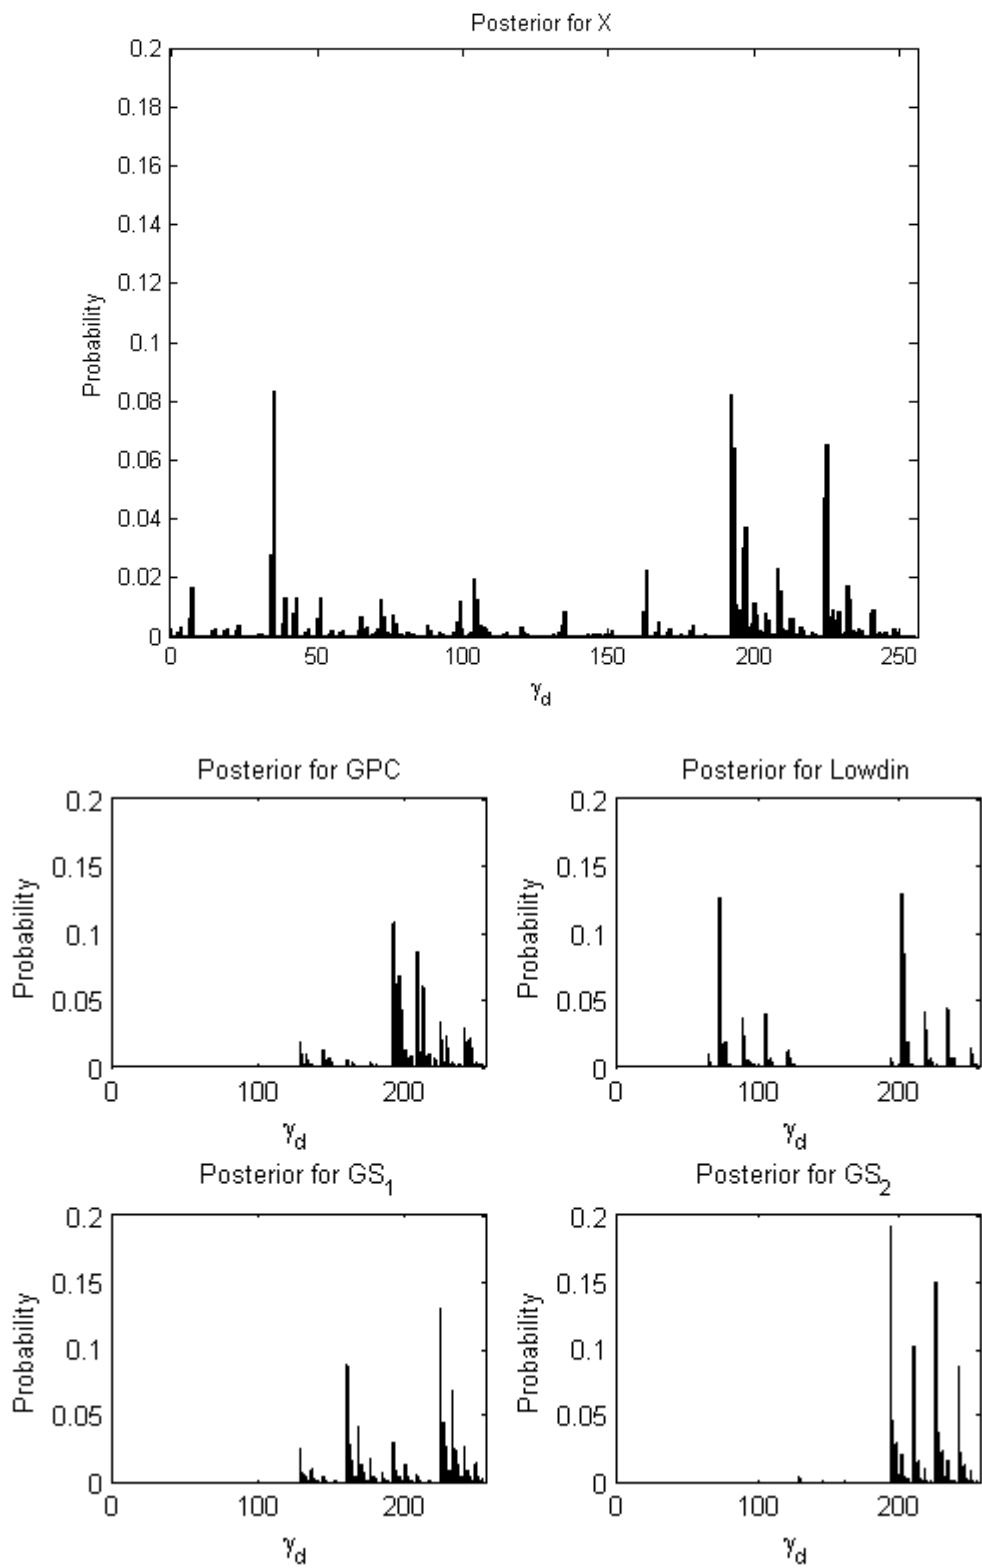 Posterior for X
0.2
0.18
0.16
0.14
0.12
0.1
0.08
0.06
0.04
0.02
0
Probability
0 50 100 150 200 250
γd
Posterior for GPC
0.2
0.15
0.1
0.05
0
Probability
0 100 200
γd
Posterior for Lowdin
0.2
0.15
0.1
0.05
0
Probability
0 100 200
γd
Posterior for GS1
0.2
0.15
0.1
0.05
0
Probability
0 100 200
γd
Posterior for GS2
0.2
0.15
0.1
0.05
0
Probability
0 100 200
γd